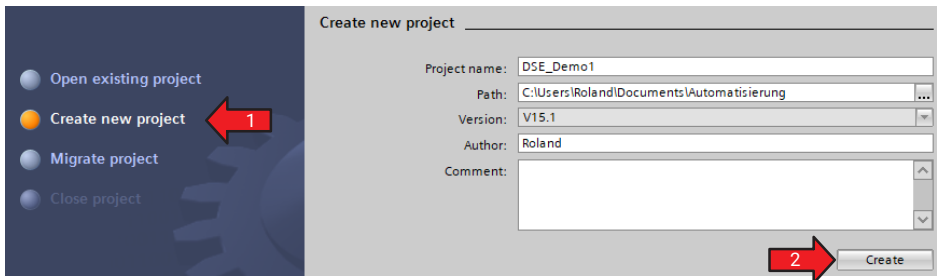 Open existing project
Create new project
1
Migrate project
Close project
Create new project
Project name: DSE_Demo1
Path: C:\Users\Roland\Documents\Automatisierung ...
Version: V15.1
Author: Roland
Comment:
2
Create